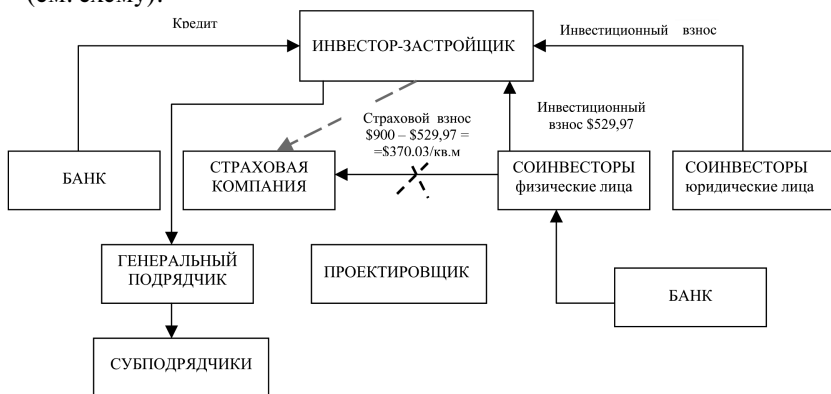 (см. схему).
Кредит
ИНВЕСТОР-ЗАСТРОЙЩИК
Инвестиционный взнос
Страховой взнос
$900 – $529,97 =
=$370.03/кв.м
Инвестиционный
взнос $529,97
БАНК
СТРАХОВАЯ
КОМПАНИЯ
СОИНВЕСТОРЫ
физические лица
СОИНВЕСТОРЫ
юридические лица
ГЕНЕРАЛЬНЫЙ
ПОДРЯДЧИК
ПРОЕКТИРОВЩИК
БАНК
СУБПОДРЯДЧИКИ